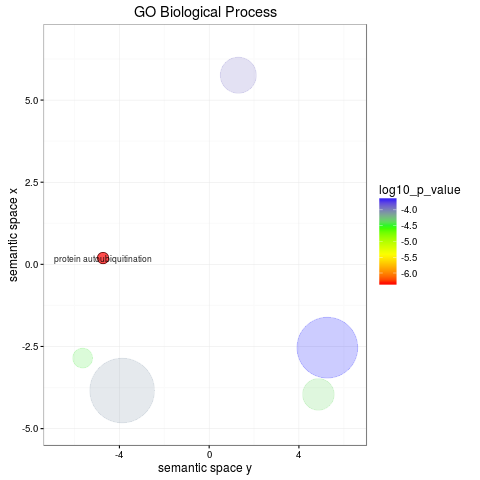 GO Biological Process
semantic space x
5.0
2.5
0.0
-2.5
-5.0
protein autoubiquitination
-4
0
4
semantic space y
log10_p_value
-4.0
-4.5
-5.0
-5.5
-6.0